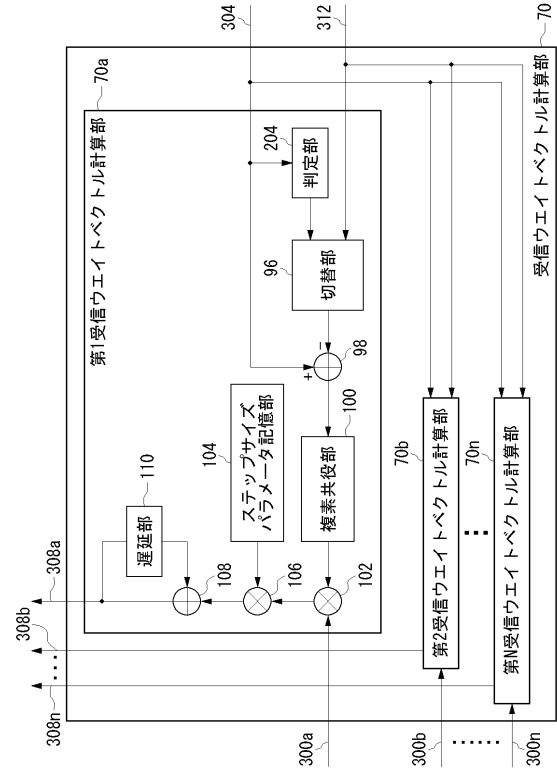 70
受信ウエイトベクトル計算部
70a
第1受信ウエイトベクトル計算部
304
312
204
判定部
96
切替部
98
+
−
100
複素共役部
104
ステップサイズ
パラメータ記憶部
110
遅延部
108
106
102
308a
308b
308n
300a
70b
第2受信ウエイトベクトル計算部
70n
第N受信ウエイトベクトル計算部
300b
300n